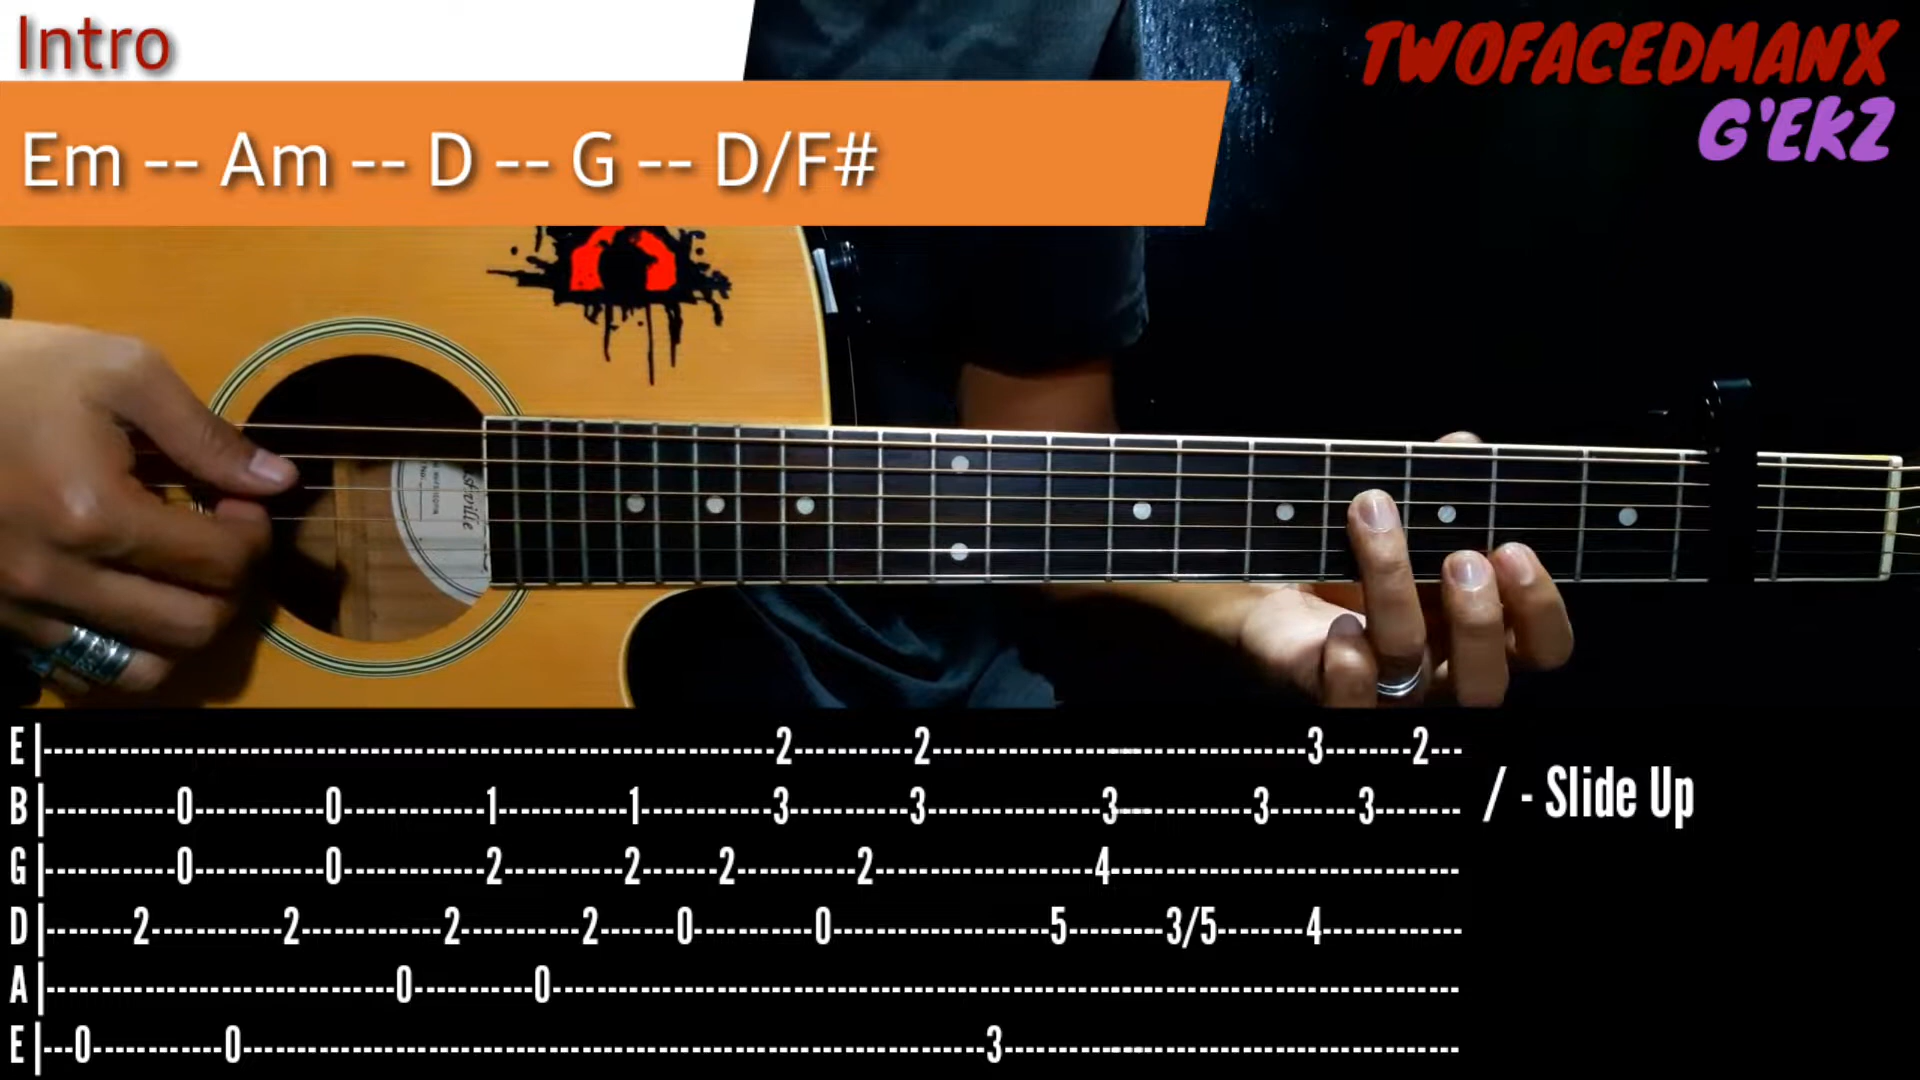 Intro
TWOFACEDMANX
G'EKZ
Em -- Am -- D -- G -- D/F#
E|-----------------------------2-----2---------------3----2---
B|------0-----0------1-----1-----3-----3-------3------3----3-------
G|------0-----0------2-----2---2-----2---------4---------------
D|----2-----2------2-----2---0-----0---------5----3/5----4------------
A|---------------0-----0-----------------------------------
E|--0-----0------------------------------3------------------
/ - Slide Up